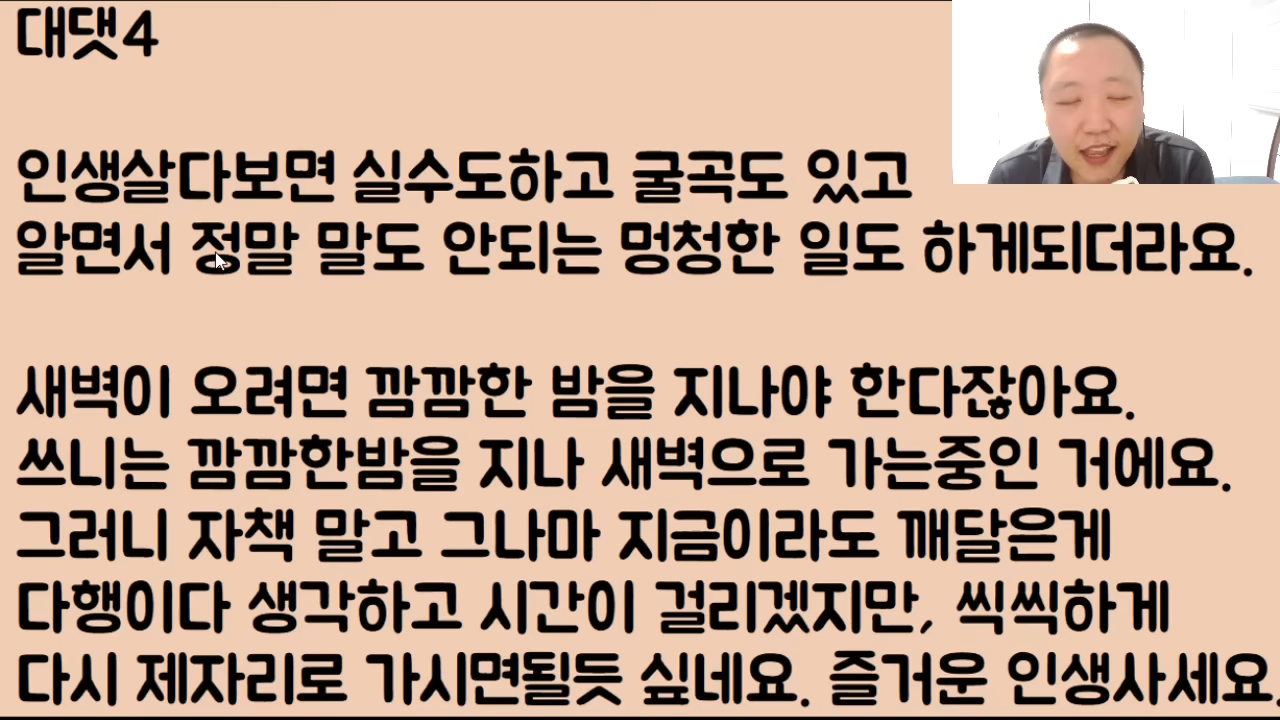 대댓4
인생살다보면 실수도하고 굴곡도 있고
알면서 정말 말도 안되는 멍청한 일도 하게되더라요.
새벽이 오려면 깜깜한 밤을 지나야 한다잖아요.
쓰니는 깜깜한밤을 지나 새벽으로 가는중인 거에요.
그러니 자책 말고 그나마 지금이라도 깨달은게
다행이다 생각하고 시간이 걸리겠지만, 씩씩하게
다시 제자리로 가시면될듯 싶네요. 즐거운 인생사세요.